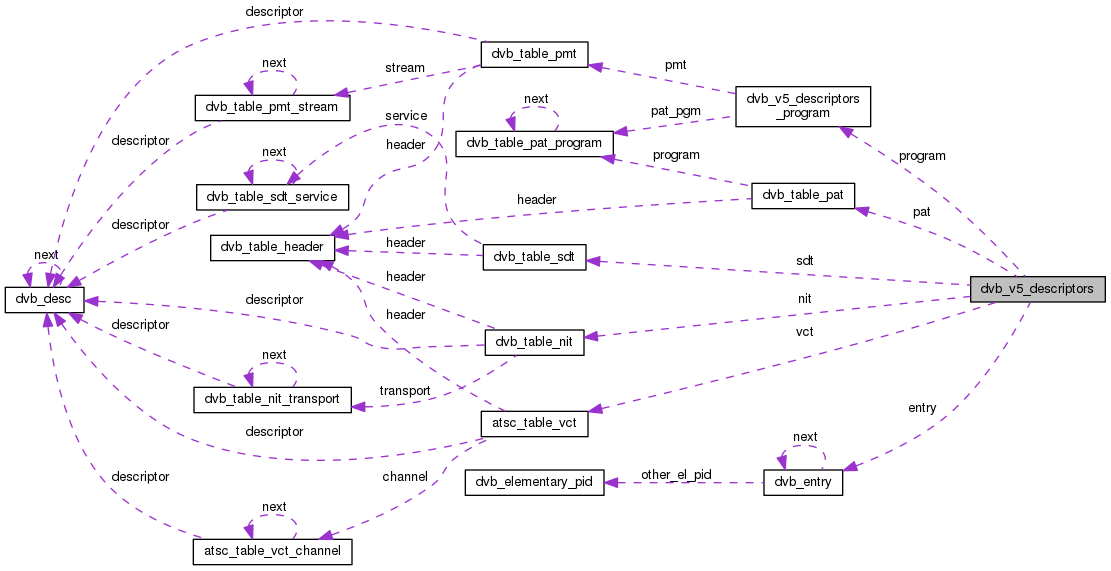 descriptor
dvb_table_pmt
next
stream
pmt
dvb_table_pmt_stream
dvb_v5_descriptors
_program
next
pat_pgm
service
descriptor
header
dvb_table_pat_program
program
program
next
dvb_table_sdt_service
dvb_table_pat
header
pat
descriptor
dvb_table_header
header
dvb_table_sdt
sdt
next
header
dvb_v5_descriptors
dvb_desc
descriptor
nit
header
descriptor
vct
dvb_table_nit
next
transport
dvb_table_nit_transport
entry
atsc_table_vct
descriptor
next
descriptor
channel
other_el_pid
dvb_elementary_pid
dvb_entry
next
atsc_table_vct_channel